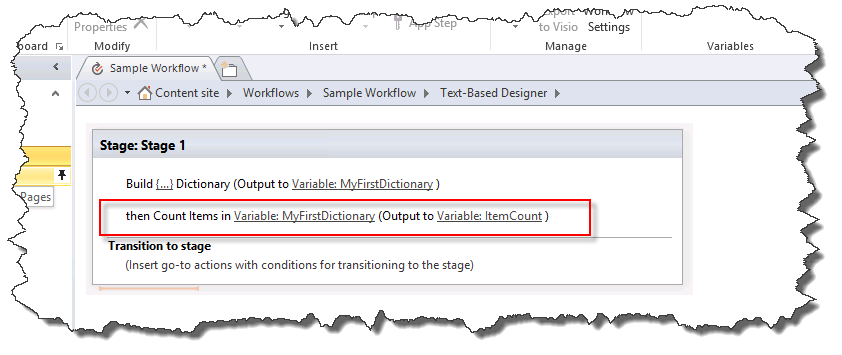 Properties
App Step
to Visio
Settings
board
Modify
Insert
Manage
Variables
Sample Workflow *
Content site
Workflows
Sample Workflow
Text-Based Designer
Stage: Stage 1
Build {...} Dictionary (Output to Variable: MyFirstDictionary )
Pages
then Count Items in Variable: MyFirstDictionary (Output to Variable: ItemCount )
Transition to stage
(Insert go-to actions with conditions for transitioning to the stage)